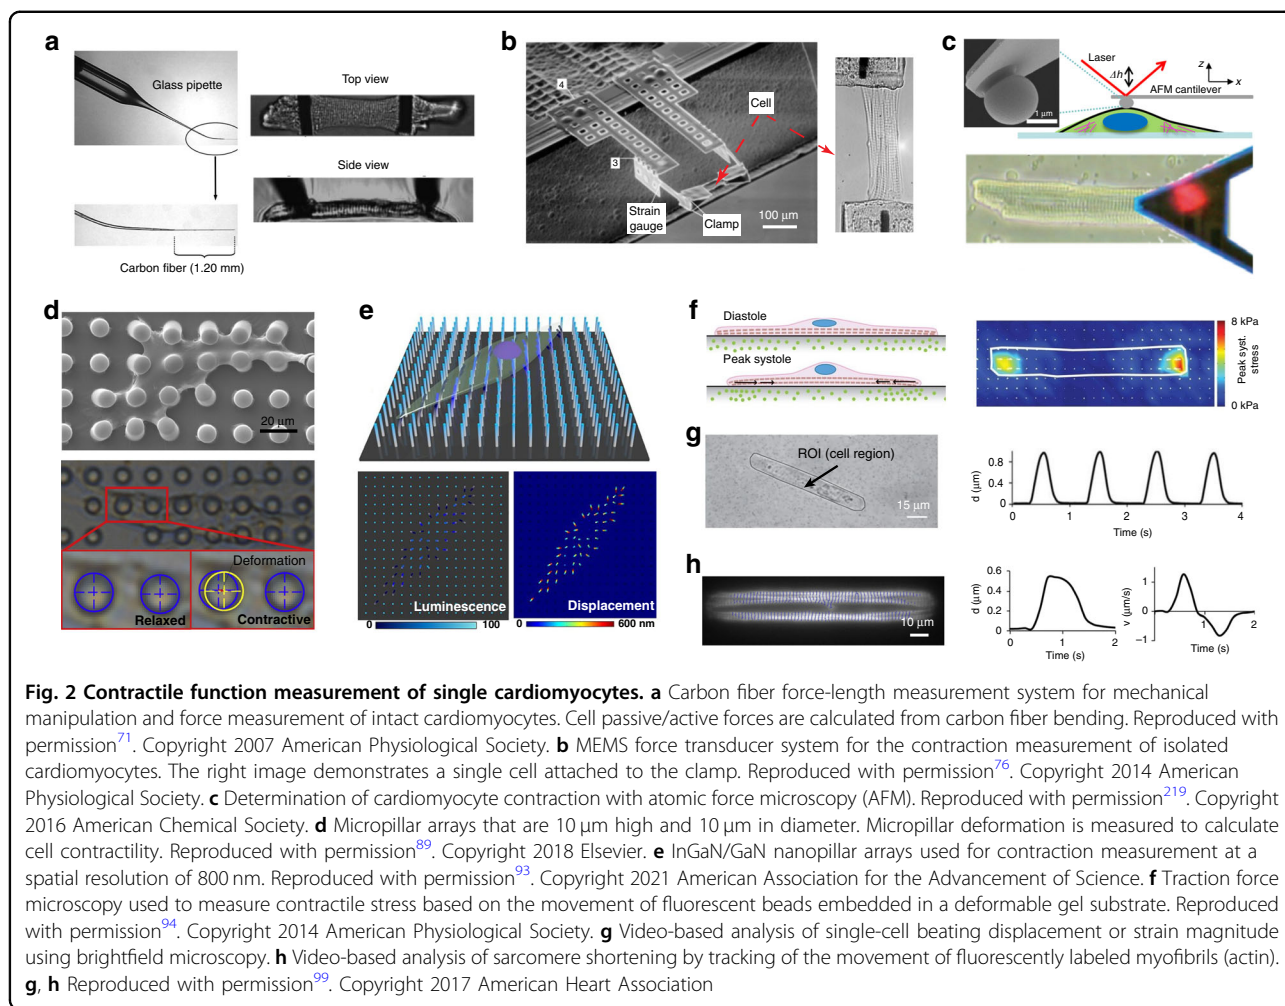 a
Glass pipette
Carbon fiber (1.20 mm)
Top view
Side view
b
4
3
Cell
Strain
gauge
Clamp
100 µm
c
Laser
Δh
z
x
AFM cantilever
1 µm
d
20 µm
Deformation
Relaxed
Contractive
e
Luminescence
Displacement
0
100
0
600 nm
f
Diastole
Peak systole
8 kPa
Peak syst.
stress
0 kPa
g
ROI (cell region)
15 µm
d (µm)
0.8
0.4
0
0
1
2
3
4
Time (s)
h
10 µm
d (µm)
0.6
0.4
0.2
0
0
1
2
Time (s)
v (µm/s)
1
0
−1
1
2
Time (s)
Fig. 2 Contractile function measurement of single cardiomyocytes. a Carbon fiber force-length measurement system for mechanical
manipulation and force measurement of intact cardiomyocytes. Cell passive/active forces are calculated from carbon fiber bending. Reproduced with
permission71. Copyright 2007 American Physiological Society. b MEMS force transducer system for the contraction measurement of isolated
cardiomyocytes. The right image demonstrates a single cell attached to the clamp. Reproduced with permission76. Copyright 2014 American
Physiological Society. c Determination of cardiomyocyte contraction with atomic force microscopy (AFM). Reproduced with permission219. Copyright
2016 American Chemical Society. d Micropillar arrays that are 10 µm high and 10 µm in diameter. Micropillar deformation is measured to calculate
cell contractility. Reproduced with permission89. Copyright 2018 Elsevier. e InGaN/GaN nanopillar arrays used for contraction measurement at a
spatial resolution of 800 nm. Reproduced with permission93. Copyright 2021 American Association for the Advancement of Science. f Traction force
microscopy used to measure contractile stress based on the movement of fluorescent beads embedded in a deformable gel substrate. Reproduced
with permission94. Copyright 2014 American Physiological Society. g Video-based analysis of single-cell beating displacement or strain magnitude
using brightfield microscopy. h Video-based analysis of sarcomere shortening by tracking of the movement of fluorescently labeled myofibrils (actin).
g, h Reproduced with permission99. Copyright 2017 American Heart Association